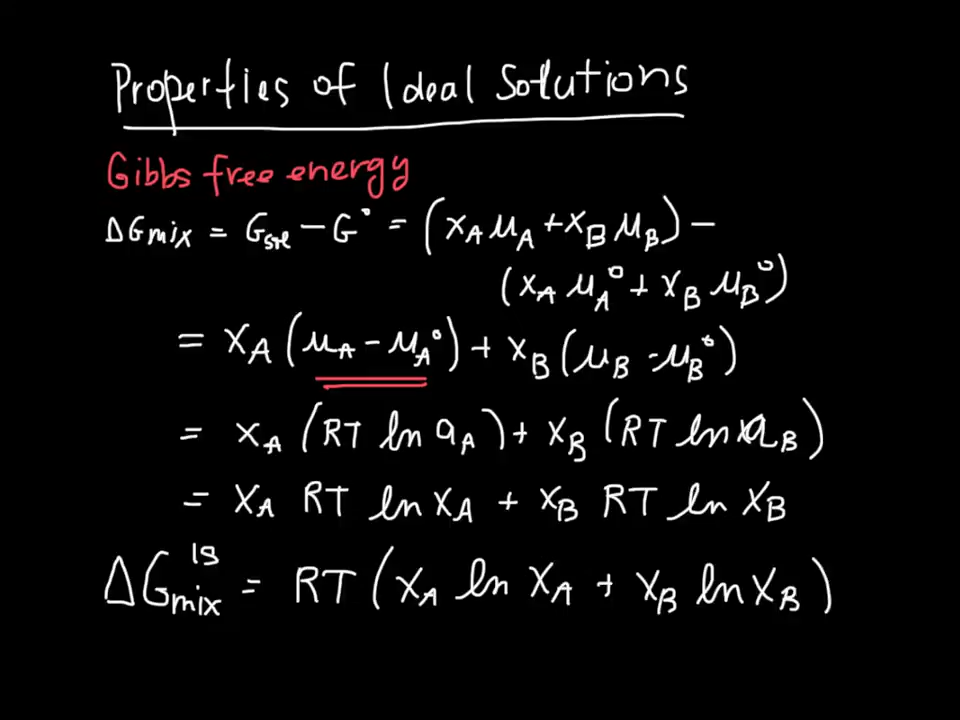 Properties of Ideal Solutions
Gibbs free energy
ΔGmix = Gsol − G° = (xA μA + xB μB) −
(xA μA° + xB μB°)
= xA (μA − μA°) + xB (μB − μB°)
= xA (RT ln aA) + xB (RT ln aB)
= xA RT ln xA + xB RT ln xB
ΔGmix^IS = RT (xA ln xA + xB ln xB)